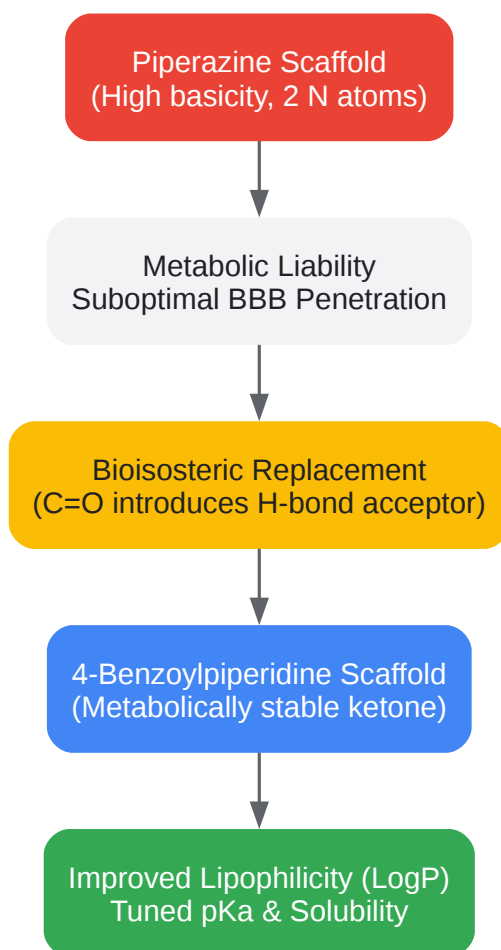 Piperazine Scaffold
(High basicity, 2 N atoms)
Metabolic Liability
Suboptimal BBB Penetration
Bioisosteric Replacement
(C=O introduces H-bond acceptor)
4-Benzoylpiperidine Scaffold
(Metabolically stable ketone)
Improved Lipophilicity (LogP)
Tuned pKa & Solubility